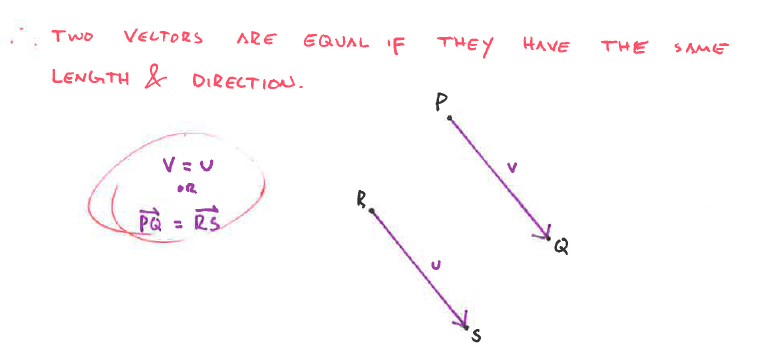 ∴ TWO VECTORS ARE EQUAL IF THEY HAVE THE SAME
LENGTH & DIRECTION.
P
V = U
OR
PQ = RS
V
R
Q
U
S